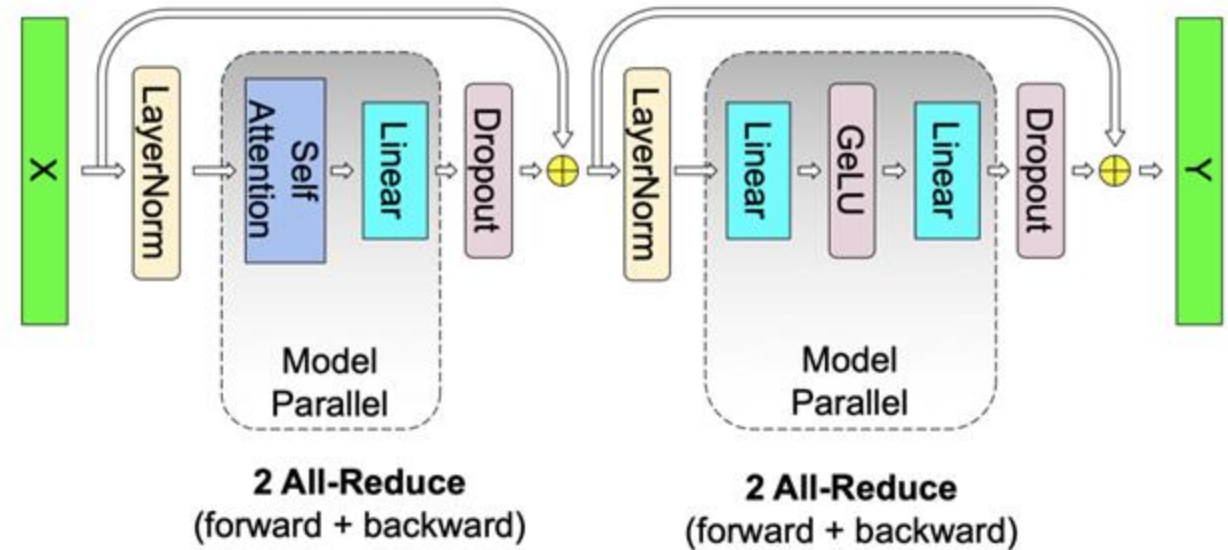 X
LayerNorm
Self
Attention
Linear
Dropout
LayerNorm
Linear
GeLU
Linear
Dropout
Y
Model
Parallel
Model
Parallel
2 All-Reduce
(forward + backward)
2 All-Reduce
(forward + backward)